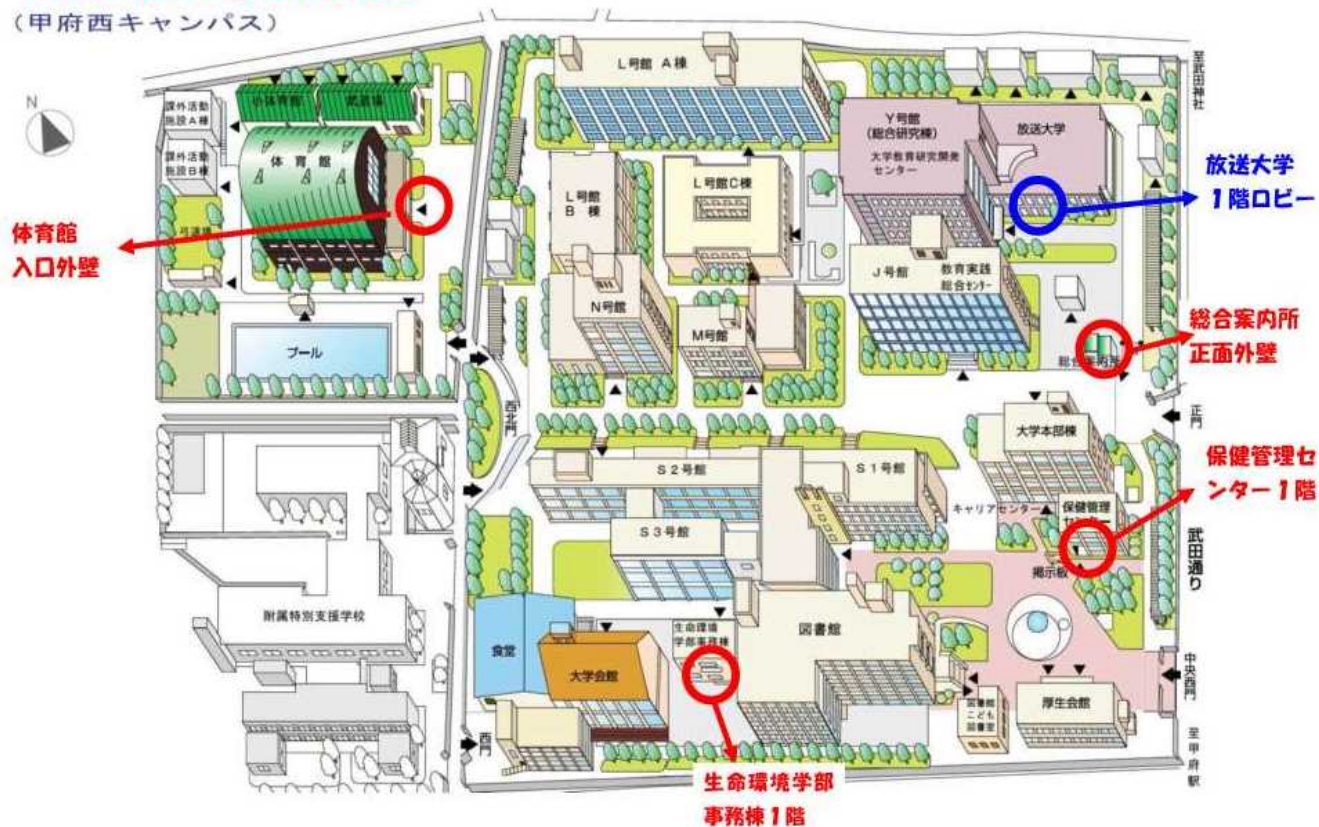 (甲府西キャンパス)
N
課外活動
施設A棟
小体育館
武道場
課外活動
施設B棟
体育館
弓道場
プール
体育館
入口外壁
L号館 A棟
L号館
B 棟
L号館C棟
N号館
M号館
Y号館
(総合研究棟)
大学教育研究開発
センター
放送大学
J号館
教育実践
総合センター
至武田神社
放送大学
1階ロビー
総合案内所
総合案内所
正面外壁
正門
西北門
大学本部棟
S2号館
S1号館
S3号館
キャリアセンター
保健管理
センター
掲示板
保健管理セ
ンター1階
武田通り
附属特別支援学校
食堂
大学会館
生命環境
学部事務棟
図書館
図書館
こども
図書室
厚生会館
中央西門
至甲府駅
西門
生命環境学部
事務棟1階